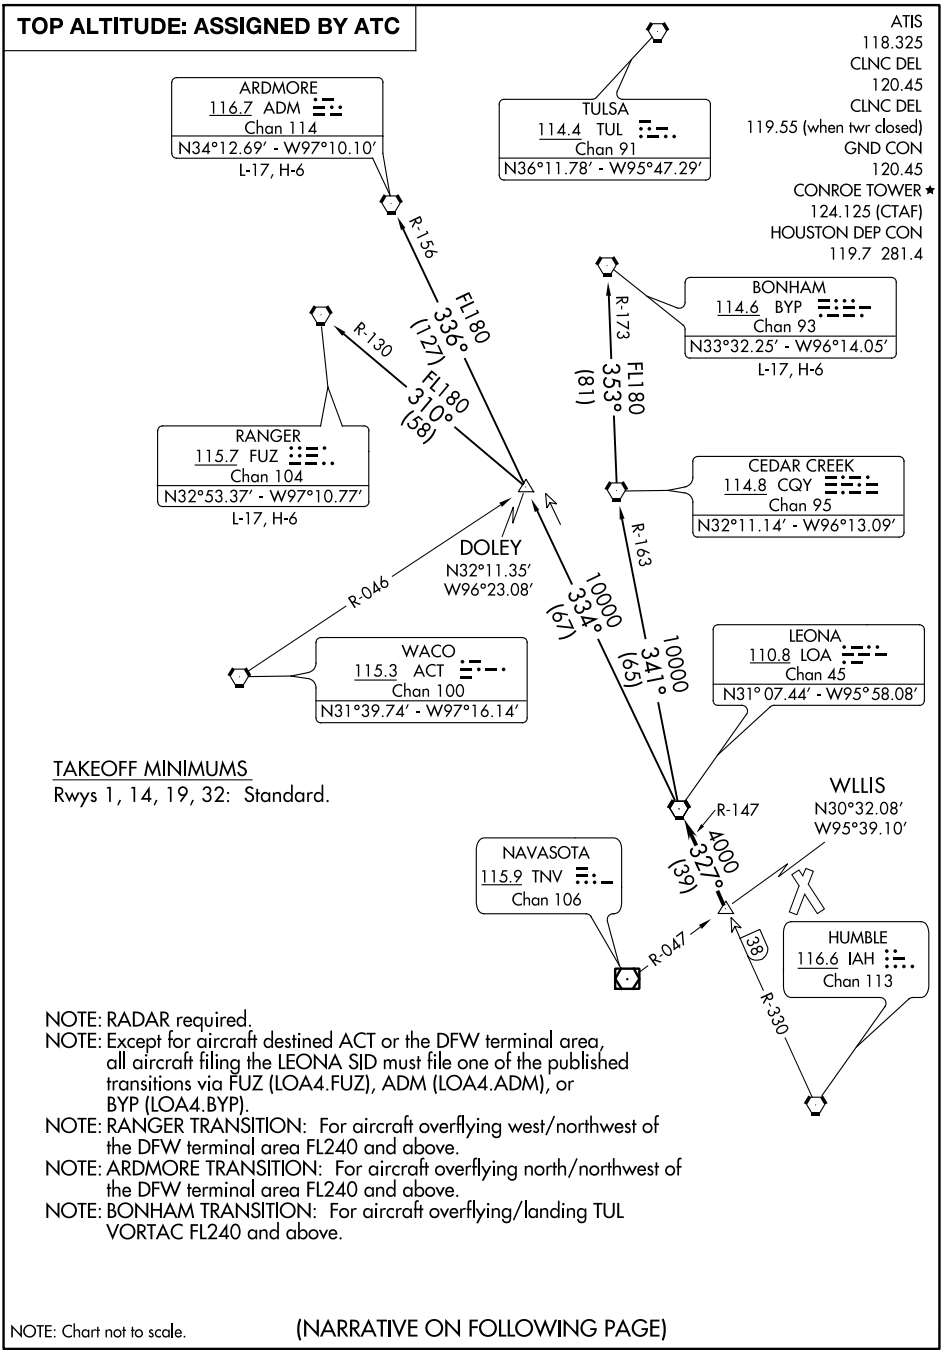 TOP ALTITUDE: ASSIGNED BY ATC
ATIS
118.325
CLNC DEL
120.45
CLNC DEL
119.55 (when twr closed)
GND CON
120.45
CONROE TOWER ★
124.125 (CTAF)
HOUSTON DEP CON
119.7 281.4
ARDMORE
116.7 ADM
Chan 114
N34°12.69′ - W97°10.10′
L-17, H-6
TULSA
114.4 TUL
Chan 91
N36°11.78′ - W95°47.29′
R-156
FL180
336°
(127)
BONHAM
114.6 BYP
Chan 93
N33°32.25′ - W96°14.05′
L-17, H-6
R-173
FL180
353°
(81)
R-130
FL180
310°
(58)
RANGER
115.7 FUZ
Chan 104
N32°53.37′ - W97°10.77′
L-17, H-6
CEDAR CREEK
114.8 CQY
Chan 95
N32°11.14′ - W96°13.09′
DOLEY
N32°11.35′
W96°23.08′
R-046
R-163
10000
334°
(67)
10000
341°
(65)
WACO
115.3 ACT
Chan 100
N31°39.74′ - W97°16.14′
LEONA
110.8 LOA
Chan 45
N31°07.44′ - W95°58.08′
TAKEOFF MINIMUMS
Rwys 1, 14, 19, 32: Standard.
WLLIS
N30°32.08′
W95°39.10′
R-147
4000
327°
(39)
NAVASOTA
115.9 TNV
Chan 106
R-047
38
R-330
HUMBLE
116.6 IAH
Chan 113
NOTE: RADAR required.
NOTE: Except for aircraft destined ACT or the DFW terminal area,
all aircraft filing the LEONA SID must file one of the published
transitions via FUZ (LOA4.FUZ), ADM (LOA4.ADM), or
BYP (LOA4.BYP).
NOTE: RANGER TRANSITION: For aircraft overflying west/northwest of
the DFW terminal area FL240 and above.
NOTE: ARDMORE TRANSITION: For aircraft overflying north/northwest of
the DFW terminal area FL240 and above.
NOTE: BONHAM TRANSITION: For aircraft overflying/landing TUL
VORTAC FL240 and above.
NOTE: Chart not to scale.
(NARRATIVE ON FOLLOWING PAGE)